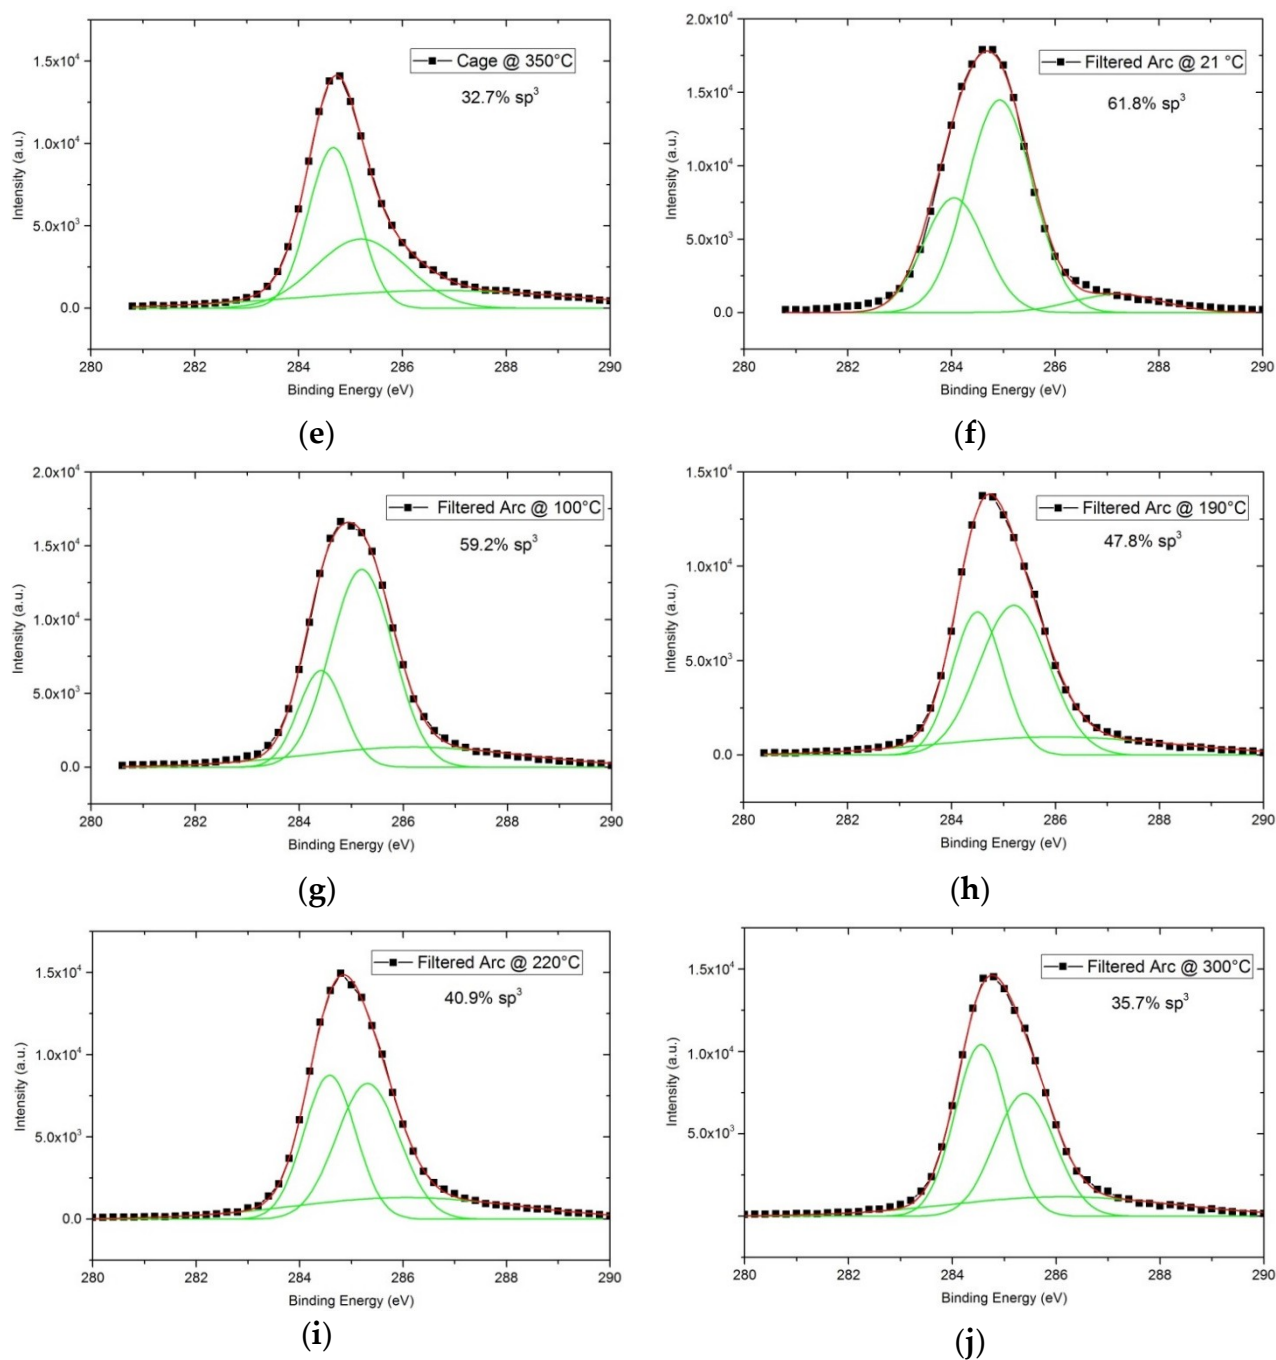 1.5x10⁴
1.0x10⁴
5.0x10³
0.0
Intensity (a.u.)
Cage @ 350°C
32.7% sp³
280 282 284 286 288 290
Binding Energy (eV)
(e)
2.0x10⁴
1.5x10⁴
1.0x10⁴
5.0x10³
0.0
Intensity (a.u.)
Filtered Arc @ 21 °C
61.8% sp³
280 282 284 286 288 290
Binding Energy (eV)
(f)
2.0x10⁴
1.5x10⁴
1.0x10⁴
5.0x10³
0.0
Intensity (a.u.)
Filtered Arc @ 100°C
59.2% sp³
280 282 284 286 288 290
Binding Energy (eV)
(g)
1.5x10⁴
1.0x10⁴
5.0x10³
0.0
Intensity (a.u.)
Filtered Arc @ 190°C
47.8% sp³
280 282 284 286 288 290
Binding Energy (eV)
(h)
1.5x10⁴
1.0x10⁴
5.0x10³
0.0
Intensity (a.u.)
Filtered Arc @ 220°C
40.9% sp³
280 282 284 286 288 290
Binding Energy (eV)
(i)
1.5x10⁴
1.0x10⁴
5.0x10³
0.0
Intensity (a.u.)
Filtered Arc @ 300°C
35.7% sp³
280 282 284 286 288 290
Binding Energy (eV)
(j)